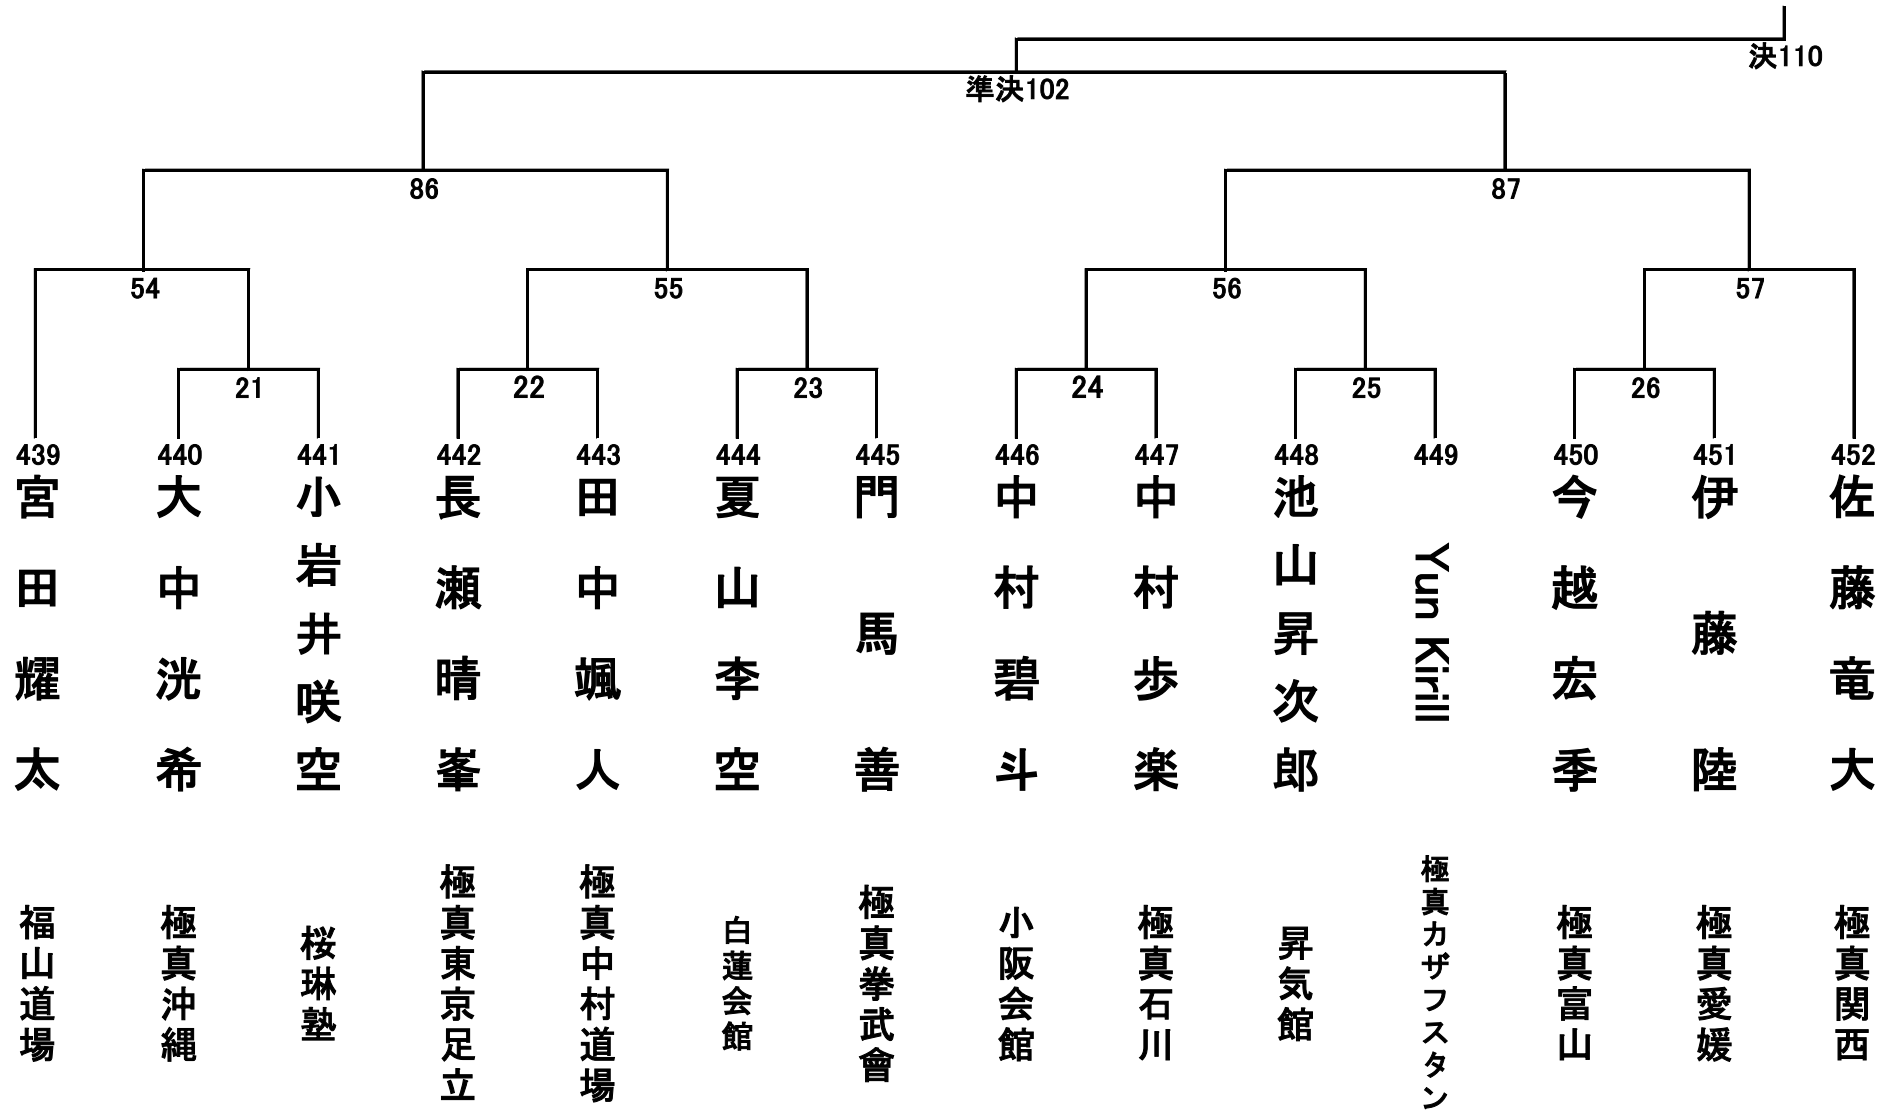 決110
準決102
86
87
54
55
56
57
21
22
23
24
25
26
439
440
441
442
443
444
445
446
447
448
449
450
451
452
宮田耀太
大中洸希
小岩井咲空
長瀬晴峯
田中颯人
夏山李空
門馬善
中村碧斗
中村歩楽
池山昇次郎
Yun Kirill
今越宏季
伊藤陸
佐藤竜大
福山道場
極真沖縄
桜琳塾
極真東京足立
極真中村道場
白蓮会館
極真拳武會
小阪会館
極真石川
昇気館
極真カザフスタン
極真富山
極真愛媛
極真関西